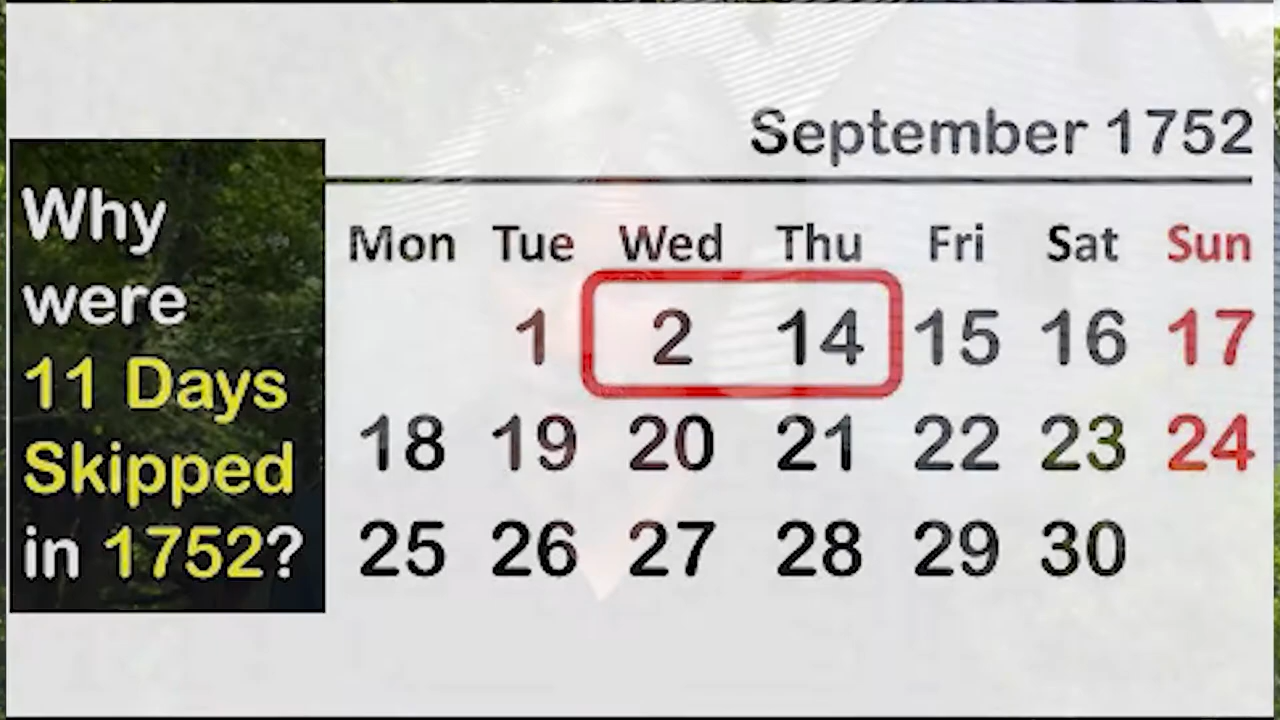 September 1752
Why
were
11 Days
Skipped
in 1752?
Mon Tue Wed Thu Fri Sat Sun
1 2 14 15 16 17
18 19 20 21 22 23 24
25 26 27 28 29 30